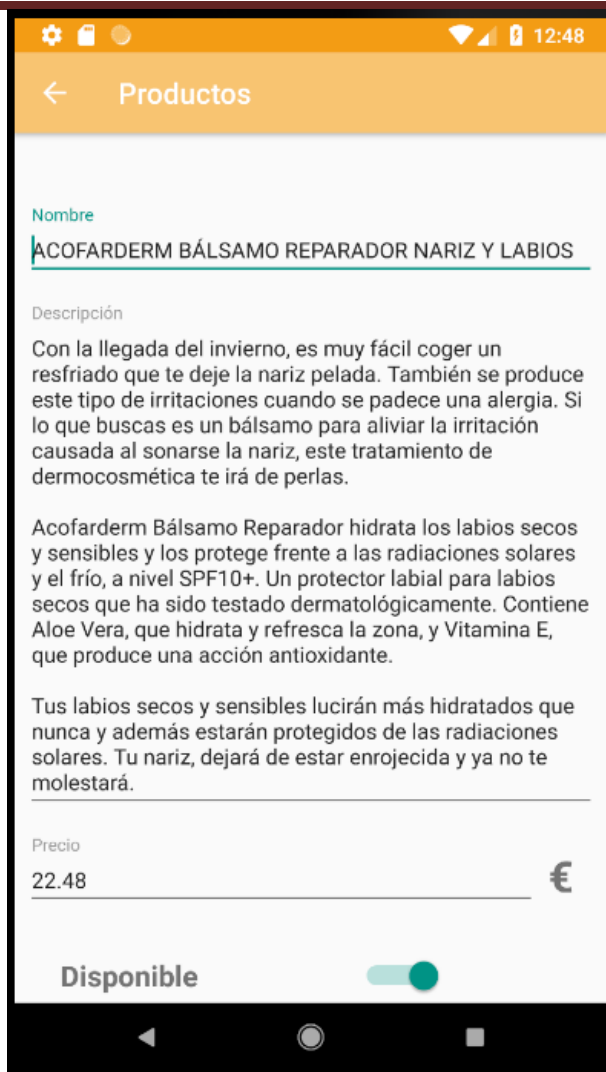 12:48
Productos
Nombre
ACOFARDERM BÁLSAMO REPARADOR NARIZ Y LABIOS
Descripción
Con la llegada del invierno, es muy fácil coger un
resfriado que te deje la nariz pelada. También se produce
este tipo de irritaciones cuando se padece una alergia. Si
lo que buscas es un bálsamo para aliviar la irritación
causada al sonarse la nariz, este tratamiento de
dermocosmética te irá de perlas.
Acofarderm Bálsamo Reparador hidrata los labios secos
y sensibles y los protege frente a las radiaciones solares
y el frío, a nivel SPF10+. Un protector labial para labios
secos que ha sido testado dermatológicamente. Contiene
Aloe Vera, que hidrata y refresca la zona, y Vitamina E,
que produce una acción antioxidante.
Tus labios secos y sensibles lucirán más hidratados que
nunca y además estarán protegidos de las radiaciones
solares. Tu nariz, dejará de estar enrojecida y ya no te
molestará.
Precio
22.48 €
Disponible